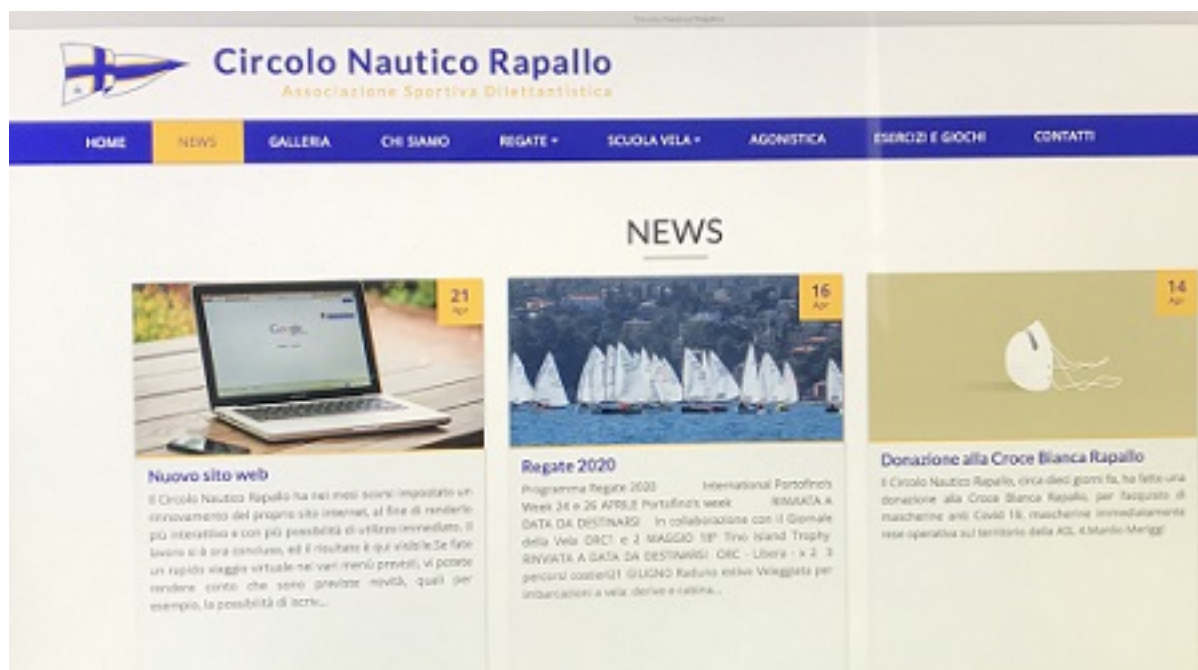 Circolo Nautico Rapallo
Circolo Nautico Rapallo
Associazione Sportiva Dilettantistica
HOME NEWS GALLERIA CHI SIAMO REGATE SCUOLA VELA AGONISTICA ESERCIZI E GIOCHI CONTATTI
NEWS
21
Apr
Google
Nuovo sito web
Il Circolo Nautico Rapallo ha nei mesi scorsi impostato un
rinnovamento del proprio sito internet, al fine di renderlo
più interattivo e con più possibilità di utilizzo immediato. Il
lavoro si è ora concluso, ed il risultato è qui visibile.Se fate
un rapido viaggio virtuale nei vari menù previsti, vi potete
rendere conto che sono previste novità, quali per
esempio, la possibilità di iscriv...
16
Apr
Regate 2020
Programma Regate 2020 International Portofino's
Week 24 e 26 APRILE Portofino's week RINVIATA A
DATA DA DESTINARSI In collaborazione con il Giornale
della Vela ORC1 e 2 MAGGIO 18° Tino Island Trophy
RINVIATA A DATA DA DESTINARSI ORC - Libera - x 2 3
percorsi costieri21 GIUGNO Raduno estivo Veleggiata per
imbarcazioni a vela: derive e cabina...
14
Apr
Donazione alla Croce Bianca Rapallo
Il Circolo Nautico Rapallo, circa dieci giorni fa, ha fatto una
donazione alla Croce Bianca Rapallo, per l'acquisto di
mascherine anti Covid 19, mascherine immediatamente
rese operativa sul territorio della ASL 4.Manlio Meriggi